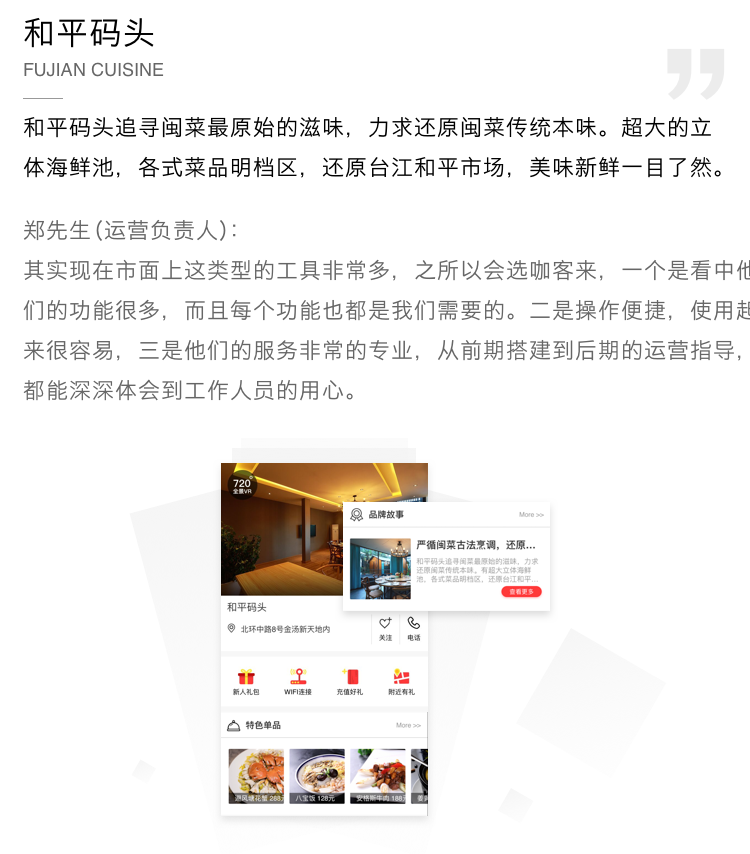 和平码头
FUJIAN CUISINE
和平码头追寻闽菜最原始的滋味，力求还原闽菜传统本味。超大的立
体海鲜池，各式菜品明档区，还原台江和平市场，美味新鲜一目了然。
郑先生(运营负责人)：
其实现在市面上这类型的工具非常多，之所以会选咖客来，一个是看中他
们的功能很多，而且每个功能也都是我们需要的。二是操作便捷，使用起
来很容易，三是他们的服务非常的专业，从前期搭建到后期的运营指导，
都能深深体会到工作人员的用心。
720°
全景VR
品牌故事 More >>
严循闽菜古法烹调，还原...
和平码头追寻闽菜最原始的滋味、力求
还原闽菜传统本味。有超大立体海鲜
池、各式菜品明档区、还原台江和平...
查看更多
和平码头
北环中路8号金汤新天地内
关注 电话
新人礼包 WIFI连接 充值好礼 附近有礼
特色单品 More >>
避风塘花蟹 288元 八宝饭 128元 安格斯牛肉 188元